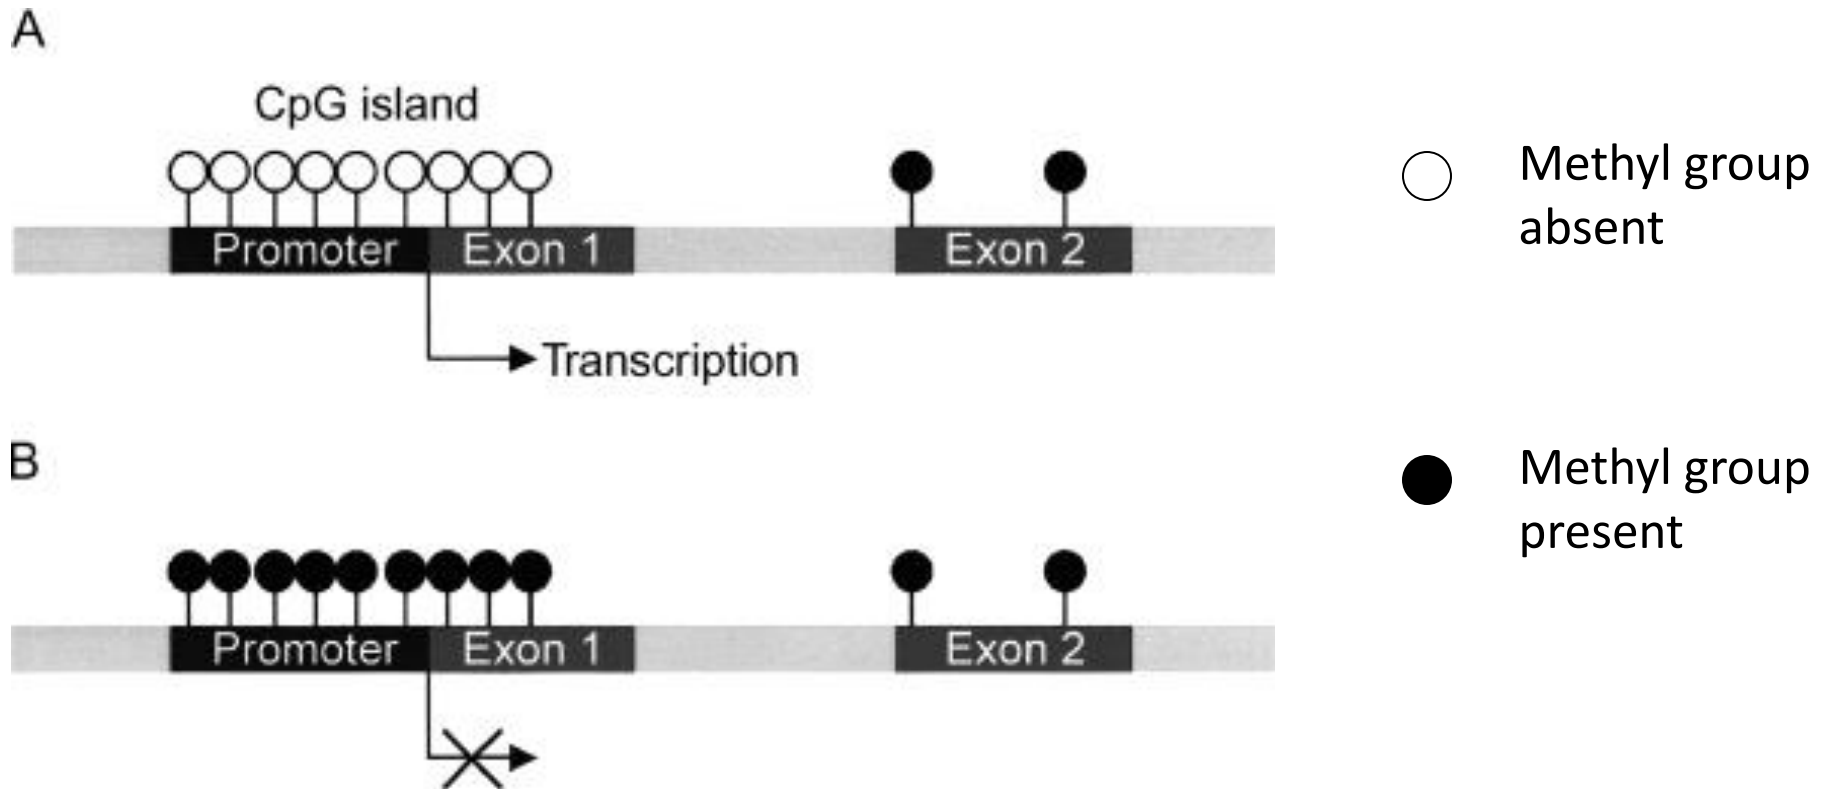 A
CpG island
Promoter Exon 1 Exon 2
Transcription
Methyl group
absent
B
Promoter Exon 1 Exon 2
Methyl group
present